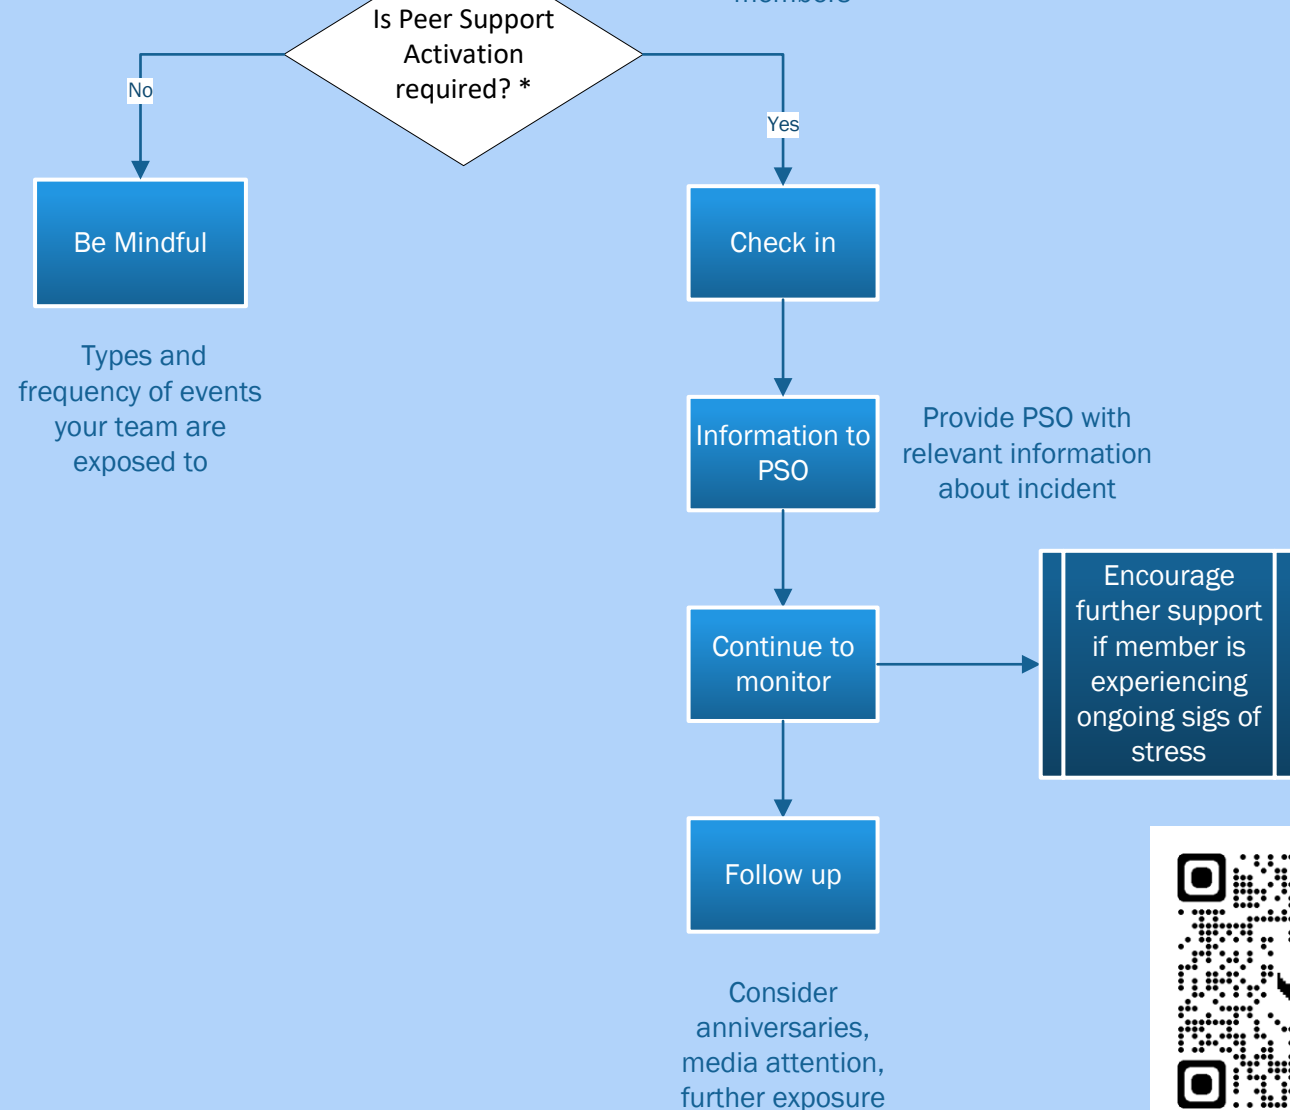 members
Is Peer Support
Activation
required? *
No
Yes
Be Mindful
Check in
Types and
frequency of events
your team are
exposed to
Information to
PSO
Provide PSO with
relevant information
about incident
Continue to
monitor
Encourage
further support
if member is
experiencing
ongoing sigs of
stress
Follow up
Consider
anniversaries,
media attention,
further exposure